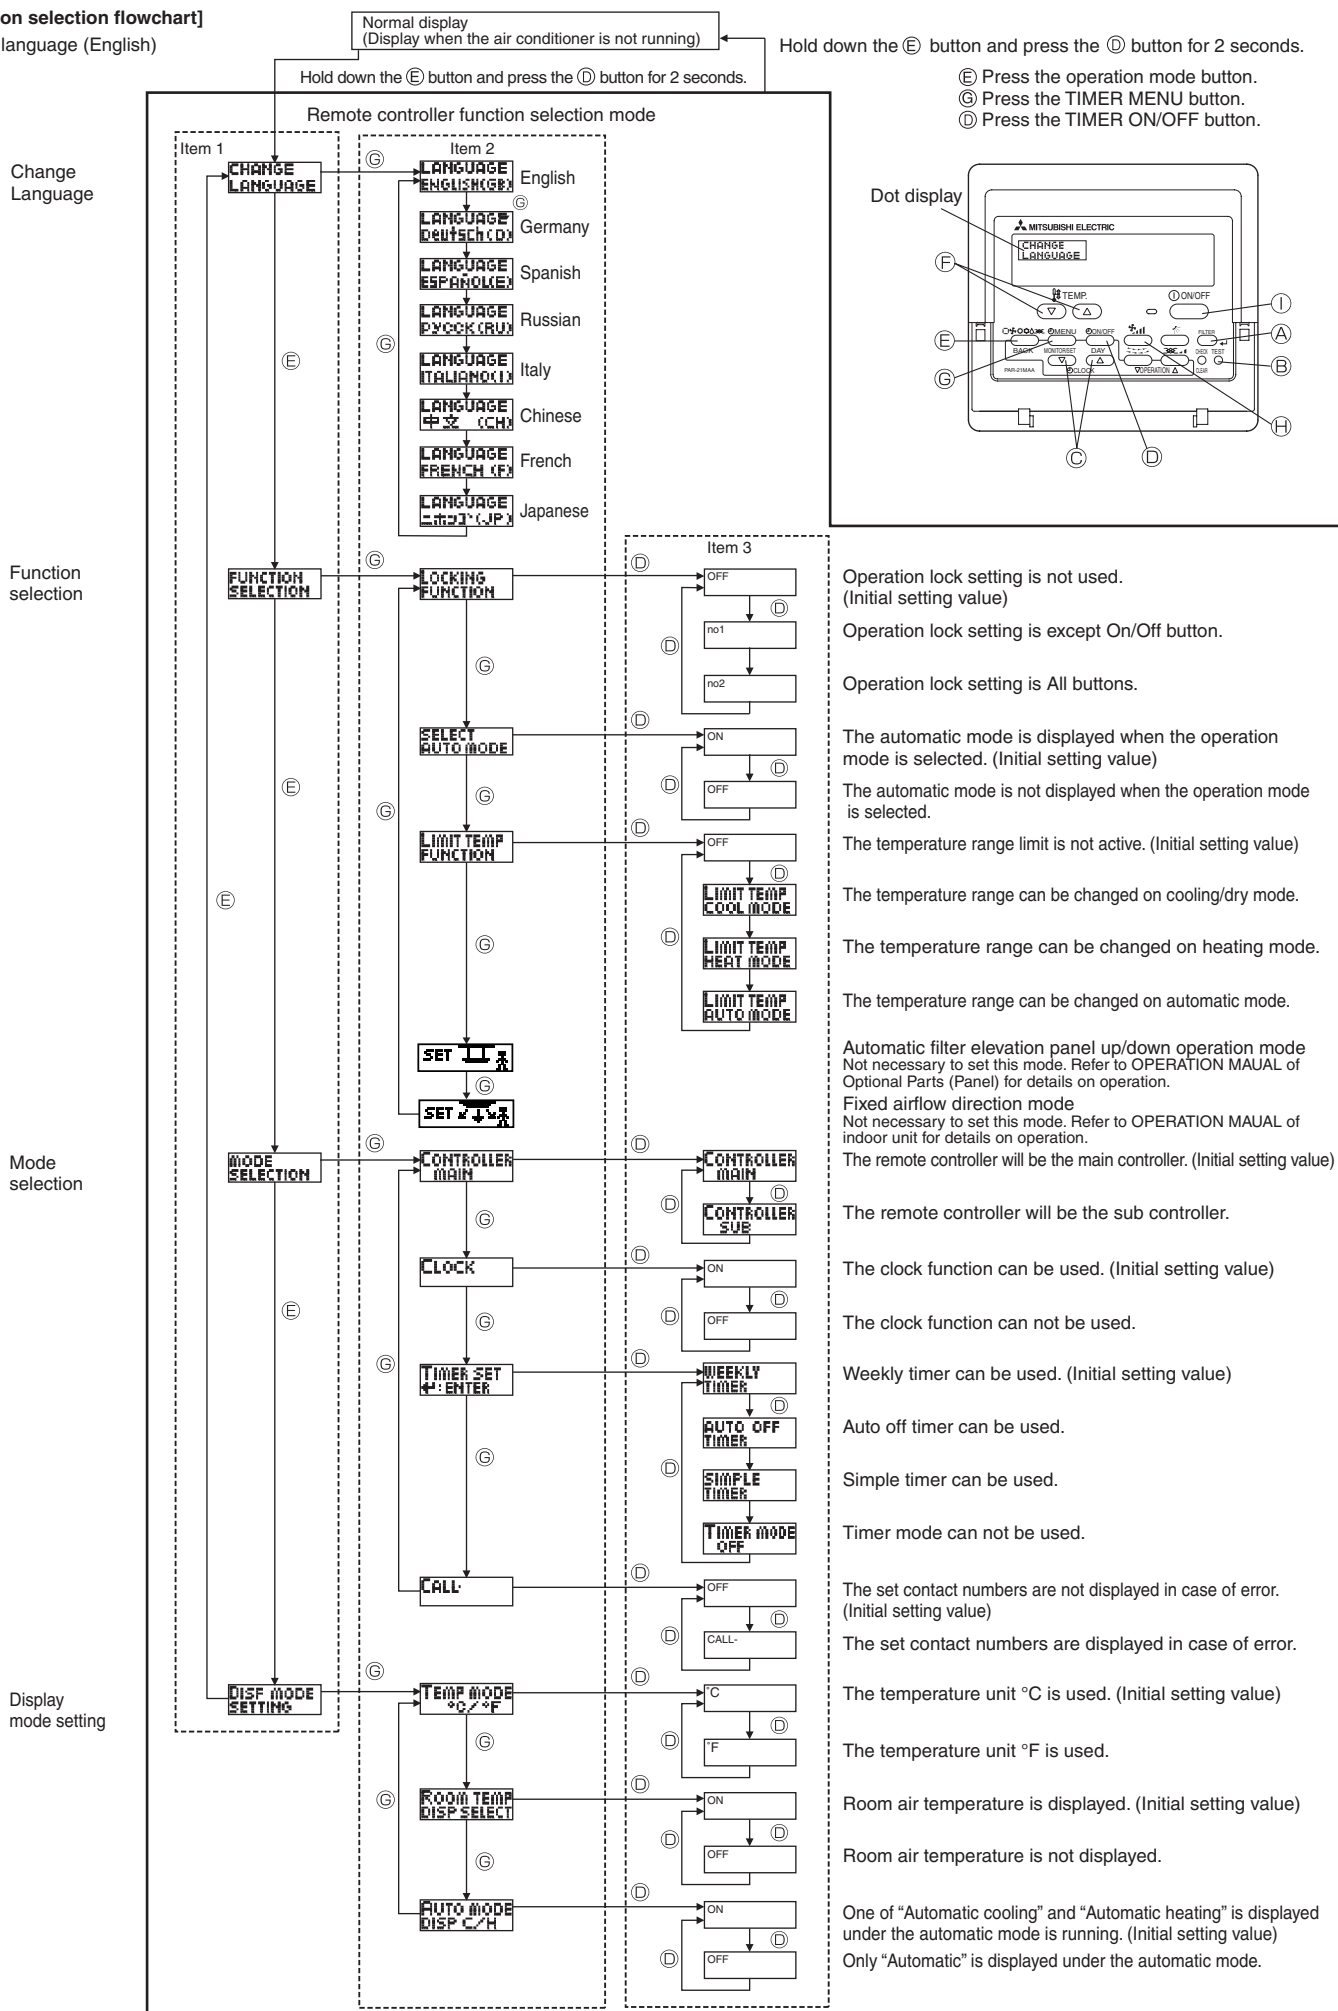 on selection flowchart]
language (English)
Normal display
(Display when the air conditioner is not running)
Hold down the Ⓔ button and press the Ⓓ button for 2 seconds.
Hold down the Ⓔ button and press the Ⓓ button for 2 seconds.
Ⓔ Press the operation mode button.
Ⓖ Press the TIMER MENU button.
Ⓓ Press the TIMER ON/OFF button.
Remote controller function selection mode
Item 1
Item 2
Change
Language
CHANGE
LANGUAGE
Ⓖ
LANGUAGE
ENGLISH(GB)
English
Ⓖ
LANGUAGE
Deutsch(D)
Germany
LANGUAGE
ESPAÑOL(E)
Spanish
LANGUAGE
РУССК(RU)
Russian
Ⓖ
Ⓔ
LANGUAGE
ITALIANO(I)
Italy
LANGUAGE
中文 (CH)
Chinese
LANGUAGE
FRENCH (F)
French
LANGUAGE
ニホンゴ(JP)
Japanese
Dot display
MITSUBISHI ELECTRIC
CHANGE
LANGUAGE
Ⓕ
TEMP.
ON/OFF
Ⓘ
Ⓔ
MENU
ON/OFF
FILTER
Ⓐ
BACK
MONITOR/SET
DAY
CHECK
TEST
Ⓑ
Ⓖ
PAR-21MAA
CLOCK
▽OPERATION △
CLEAR
Ⓗ
Ⓒ
Ⓓ
Item 3
Function
selection
FUNCTION
SELECTION
Ⓖ
LOCKING
FUNCTION
Ⓓ
OFF
Operation lock setting is not used.
(Initial setting value)
Ⓓ
no1
Operation lock setting is except On/Off button.
Ⓓ
Ⓖ
no2
Operation lock setting is All buttons.
Ⓓ
SELECT
AUTO MODE
ON
The automatic mode is displayed when the operation
mode is selected. (Initial setting value)
Ⓓ
Ⓔ
Ⓖ
Ⓓ
OFF
The automatic mode is not displayed when the operation mode
is selected.
Ⓖ
Ⓓ
LIMIT TEMP
FUNCTION
OFF
The temperature range limit is not active. (Initial setting value)
Ⓓ
Ⓔ
LIMIT TEMP
COOL MODE
The temperature range can be changed on cooling/dry mode.
Ⓓ
Ⓖ
LIMIT TEMP
HEAT MODE
The temperature range can be changed on heating mode.
LIMIT TEMP
AUTO MODE
The temperature range can be changed on automatic mode.
SET
Automatic filter elevation panel up/down operation mode
Not necessary to set this mode. Refer to OPERATION MAUAL of
Optional Parts (Panel) for details on operation.
Ⓖ
SET
Fixed airflow direction mode
Not necessary to set this mode. Refer to OPERATION MAUAL of
indoor unit for details on operation.
Mode
selection
MODE
SELECTION
Ⓖ
CONTROLLER
MAIN
Ⓓ
CONTROLLER
MAIN
The remote controller will be the main controller. (Initial setting value)
Ⓓ
Ⓓ
Ⓖ
CONTROLLER
SUB
The remote controller will be the sub controller.
Ⓓ
CLOCK
ON
The clock function can be used. (Initial setting value)
Ⓓ
Ⓔ
Ⓖ
Ⓓ
OFF
The clock function can not be used.
Ⓖ
Ⓓ
TIMER SET
↵:ENTER
WEEKLY
TIMER
Weekly timer can be used. (Initial setting value)
Ⓓ
AUTO OFF
TIMER
Auto off timer can be used.
Ⓖ
Ⓓ
SIMPLE
TIMER
Simple timer can be used.
TIMER MODE
OFF
Timer mode can not be used.
Ⓓ
CALL-
OFF
The set contact numbers are not displayed in case of error.
(Initial setting value)
Ⓓ
Ⓓ
CALL-
The set contact numbers are displayed in case of error.
Display
mode setting
DISP MODE
SETTING
Ⓖ
TEMP MODE
°C/°F
Ⓓ
°C
The temperature unit °C is used. (Initial setting value)
Ⓓ
Ⓖ
Ⓓ
°F
The temperature unit °F is used.
Ⓓ
Ⓖ
ROOM TEMP
DISP SELECT
ON
Room air temperature is displayed. (Initial setting value)
Ⓓ
Ⓓ
Ⓖ
OFF
Room air temperature is not displayed.
Ⓓ
AUTO MODE
DISP C/H
ON
One of “Automatic cooling” and “Automatic heating” is displayed
under the automatic mode is running. (Initial setting value)
Ⓓ
Ⓓ
OFF
Only “Automatic” is displayed under the automatic mode.